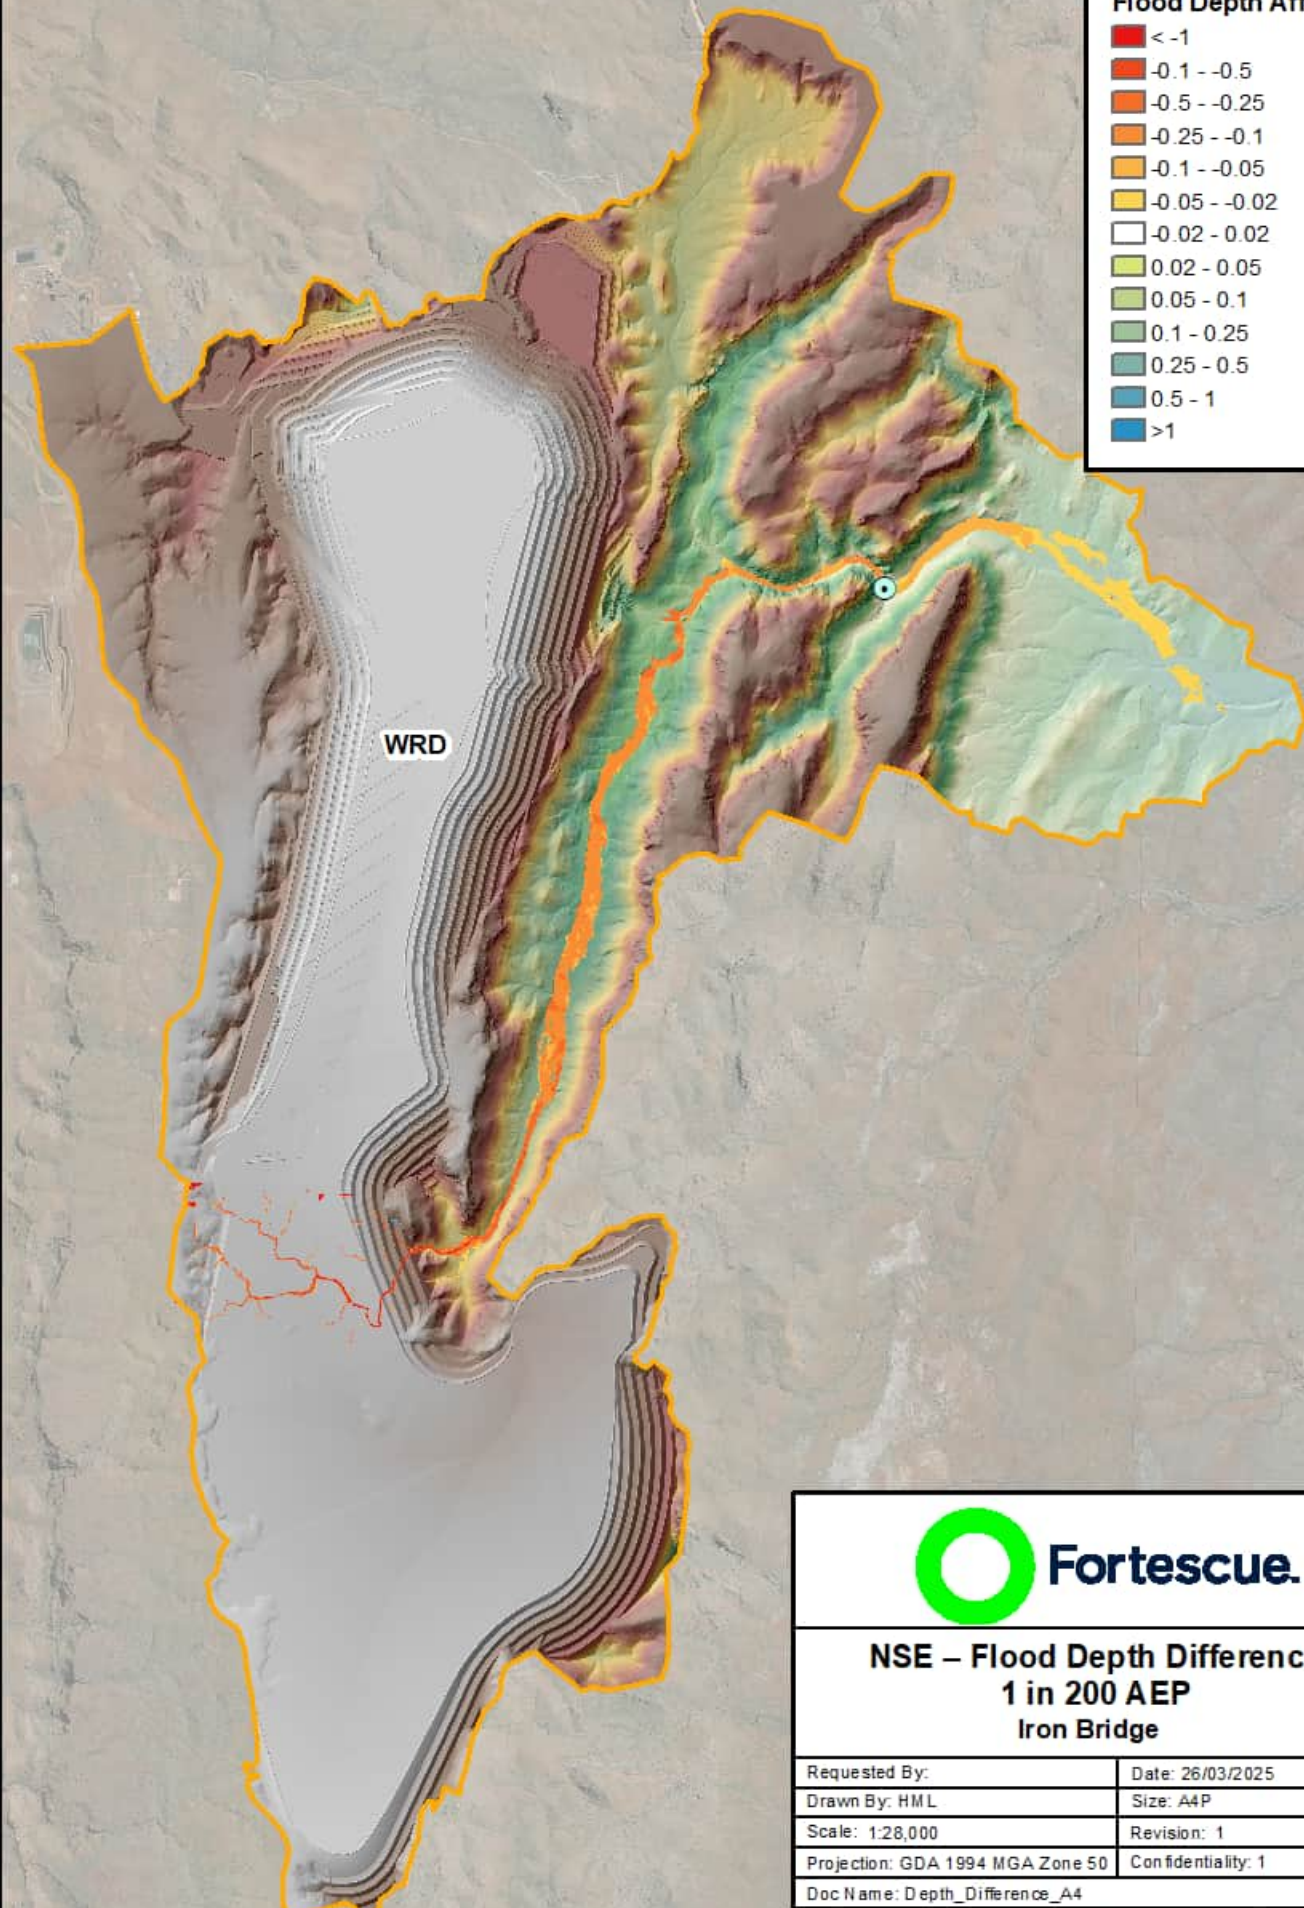 Flood Depth Aff
< -1
-0.1 - -0.5
-0.5 - -0.25
-0.25 - -0.1
-0.1 - -0.05
-0.05 - -0.02
-0.02 - 0.02
0.02 - 0.05
0.05 - 0.1
0.1 - 0.25
0.25 - 0.5
0.5 - 1
>1
WRD
Fortescue.
NSE – Flood Depth Differenc
1 in 200 AEP
Iron Bridge
Requested By:
Date: 26/03/2025
Drawn By: HML
Size: A4P
Scale: 1:28,000
Revision: 1
Projection: GDA 1994 MGA Zone 50
Confidentiality: 1
Doc Name: Depth_Difference_A4